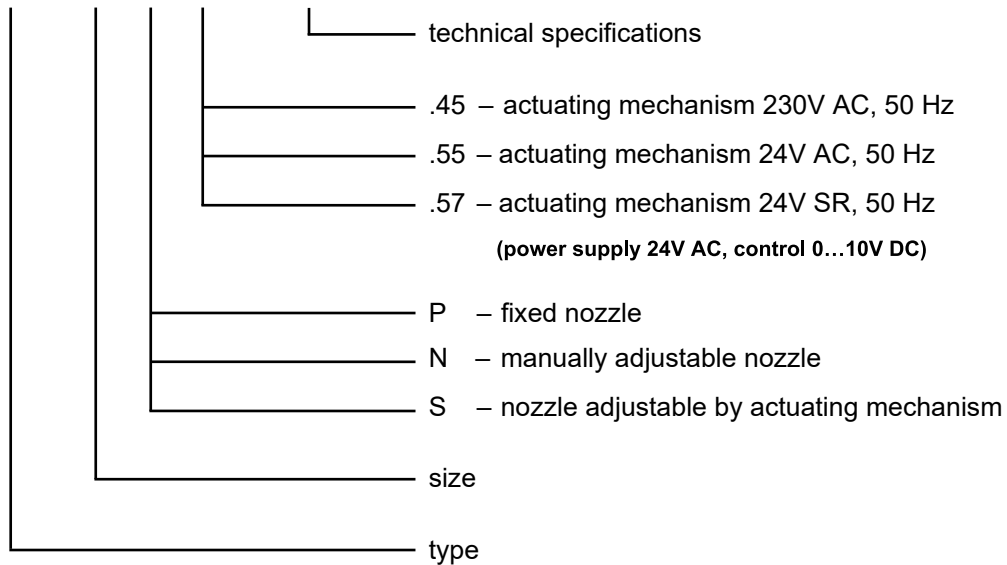 technical specifications
.45 – actuating mechanism 230V AC, 50 Hz
.55 – actuating mechanism 24V AC, 50 Hz
.57 – actuating mechanism 24V SR, 50 Hz
(power supply 24V AC, control 0…10V DC)
P – fixed nozzle
N – manually adjustable nozzle
S – nozzle adjustable by actuating mechanism
size
type